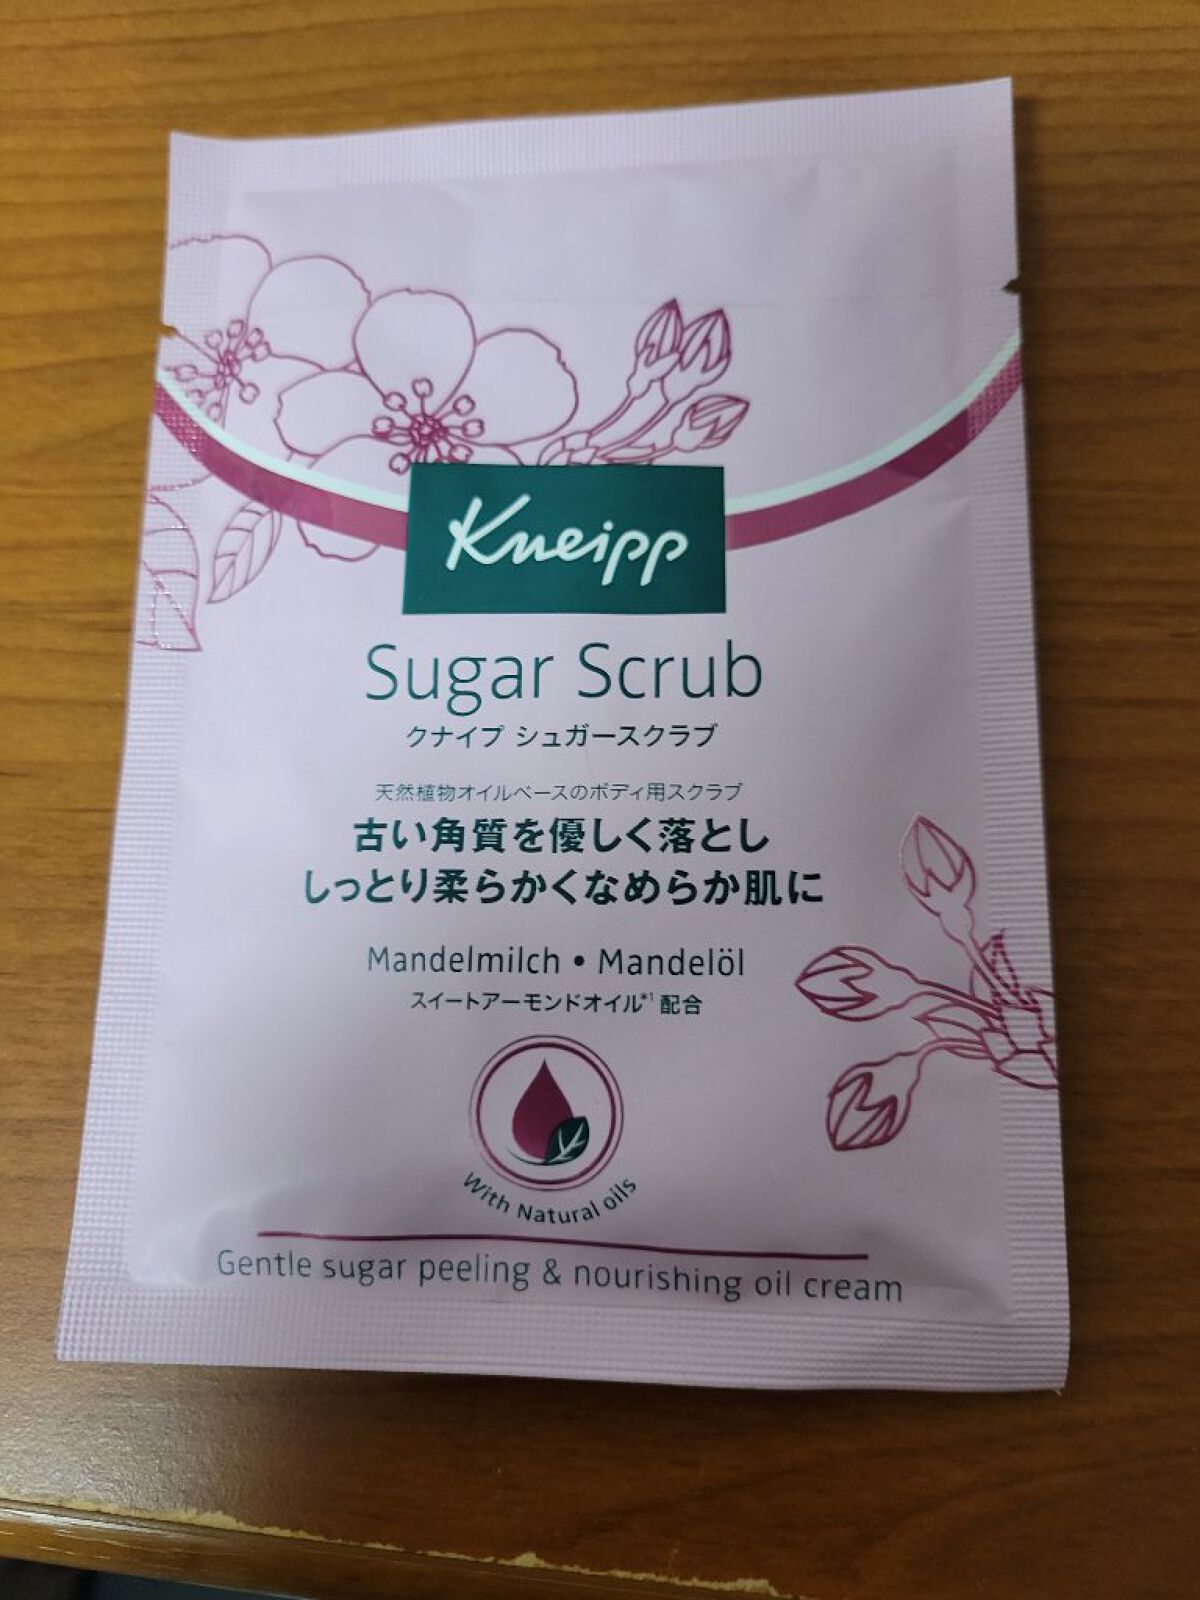 Kneipp
Sugar Scrub
クナイプ シュガースクラブ
天然植物オイルベースのボディ用スクラブ
古い角質を優しく落とし
しっとり柔らかくなめらか肌に
Mandelmilch • Mandelöl
スイートアーモンドオイル*1 配合
With Natural oils
Gentle sugar peeling & nourishing oil cream